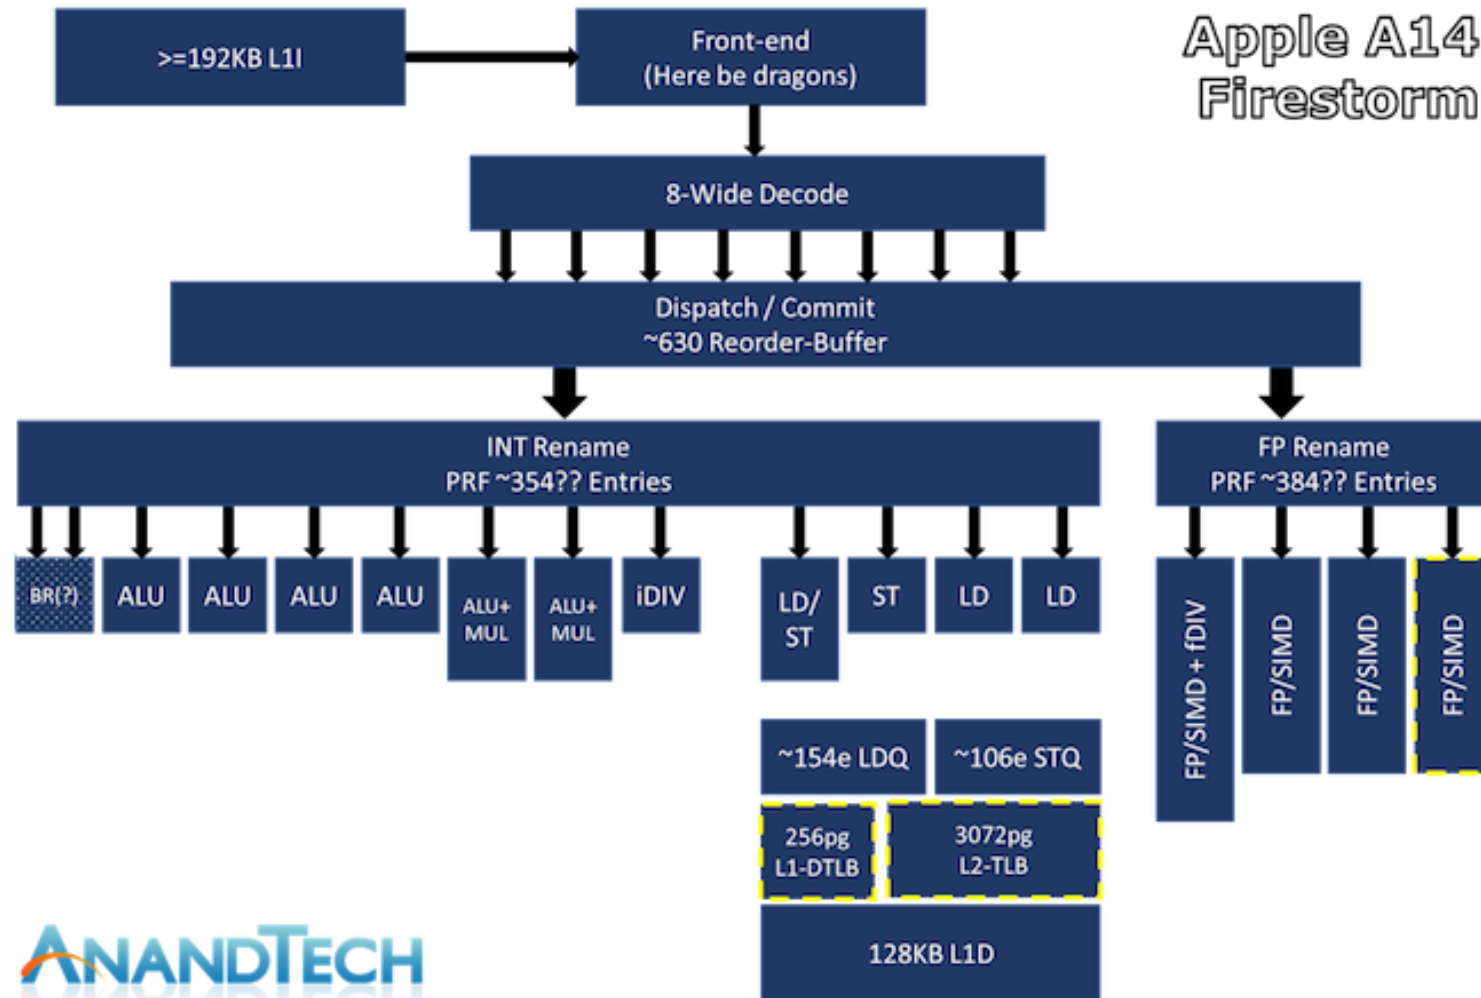 Apple A14
Firestorm
>=192KB L1I
Front-end
(Here be dragons)
8-Wide Decode
Dispatch / Commit
~630 Reorder-Buffer
INT Rename
PRF ~354?? Entries
FP Rename
PRF ~384?? Entries
BR(?)
ALU
ALU
ALU
ALU
ALU+
MUL
ALU+
MUL
iDIV
LD/
ST
ST
LD
LD
FP/SIMD + fDIV
FP/SIMD
FP/SIMD
FP/SIMD
~154e LDQ
~106e STQ
256pg
L1-DTLB
3072pg
L2-TLB
128KB L1D
ANANDTECH